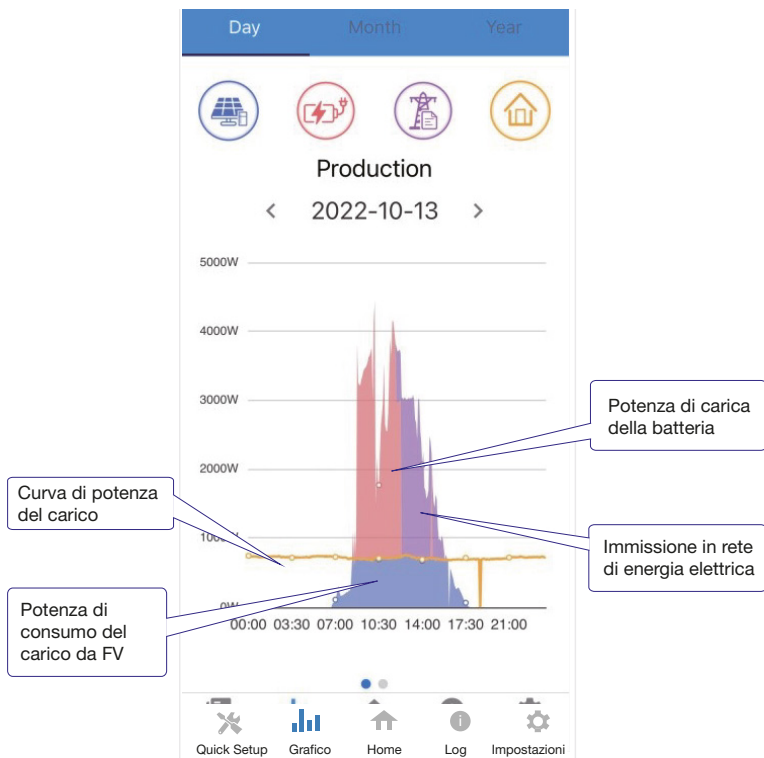 Day Month Year
Production
< 2022-10-13 >
5000W
4000W
3000W
2000W
1000W
0W
00:00 03:30 07:00 10:30 14:00 17:30 21:00
Potenza di carica
della batteria
Curva di potenza
del carico
Immissione in rete
di energia elettrica
Potenza di
consumo del
carico da FV
Quick Setup Grafico Home Log Impostazioni